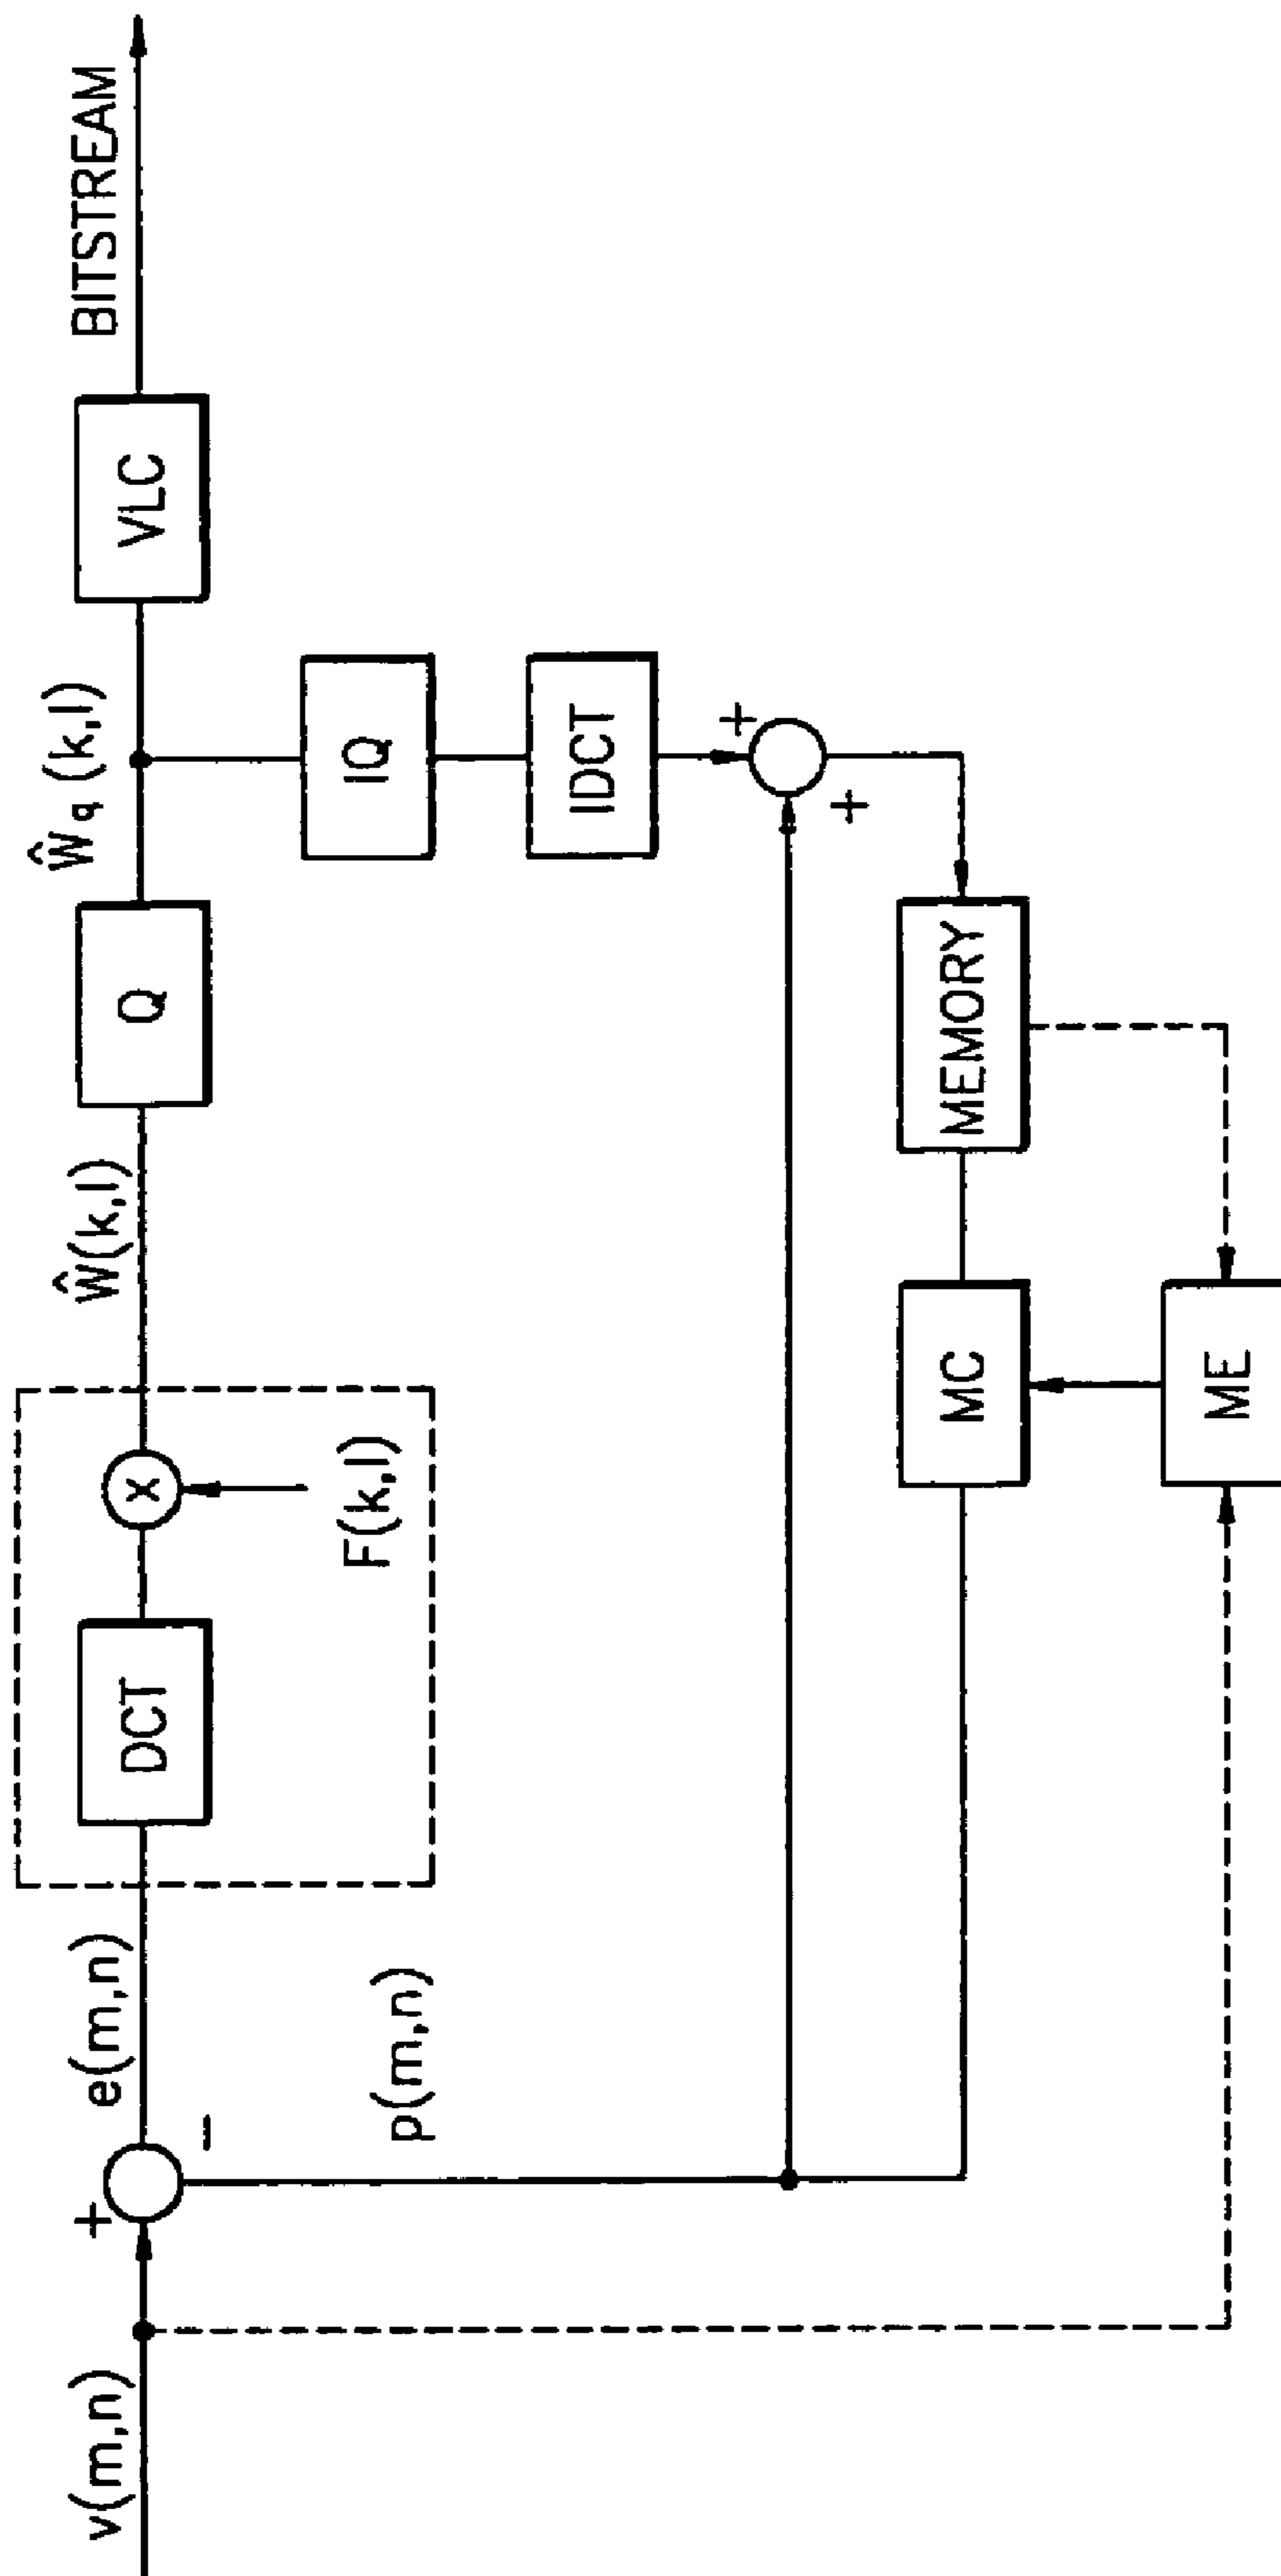 v(m,n)
+
-
e(m,n)
p(m,n)
DCT
x
F(k,l)
Ŵ(k,l)
Q
Ŵq (k,l)
VLC
BITSTREAM
IQ
IDCT
+
+
MEMORY
MC
ME